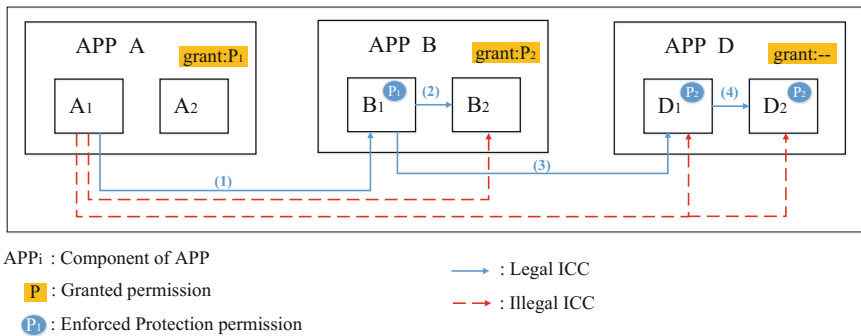 APP A
grant:P1
A1
A2
APP B
grant:P2
B1
P1
(2)
B2
APP D
grant:--
D1
P2
(4)
D2
P2
(1)
(3)
APPi : Component of APP
P : Granted permission
P1 : Enforced Protection permission
: Legal ICC
: Illegal ICC